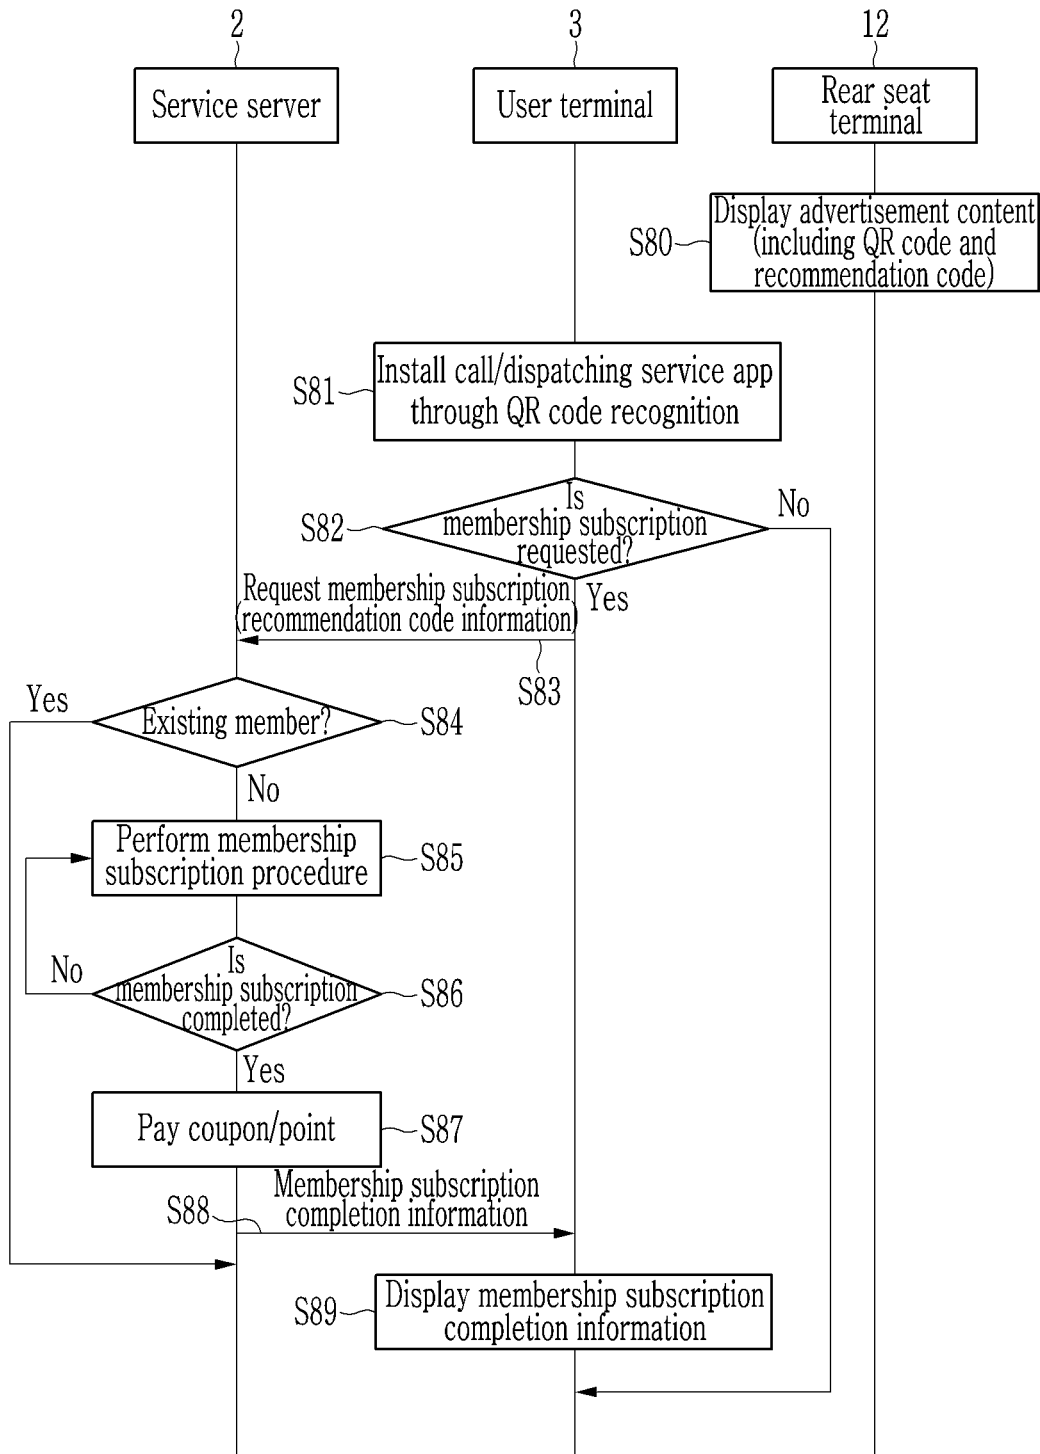 2
3
12
Service server
User terminal
Rear seat
terminal
Display advertisement content
(including QR code and
recommendation code)
S80
Install call/dispatching service app
through QR code recognition
S81
Is
membership subscription
requested?
S82
No
Yes
Request membership subscription
(recommendation code information)
S83
Yes
Existing member?
S84
No
Perform membership
subscription procedure
S85
Is
membership subscription
completed?
No
S86
Yes
Pay coupon/point
S87
Membership subscription
completion information
S88
Display membership subscription
completion information
S89